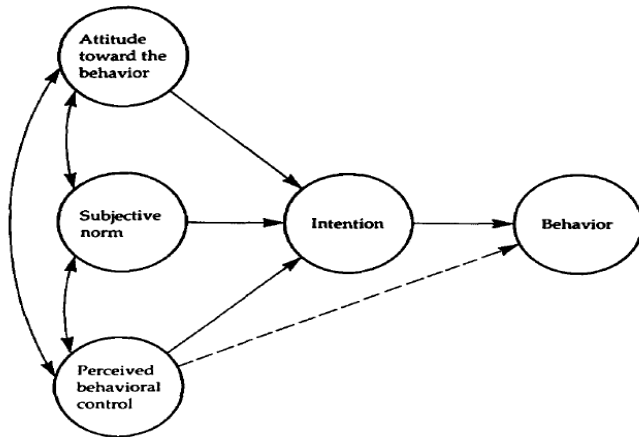 Attitude
toward the
behavior
Subjective
norm
Intention
Behavior
Perceived
behavioral
control